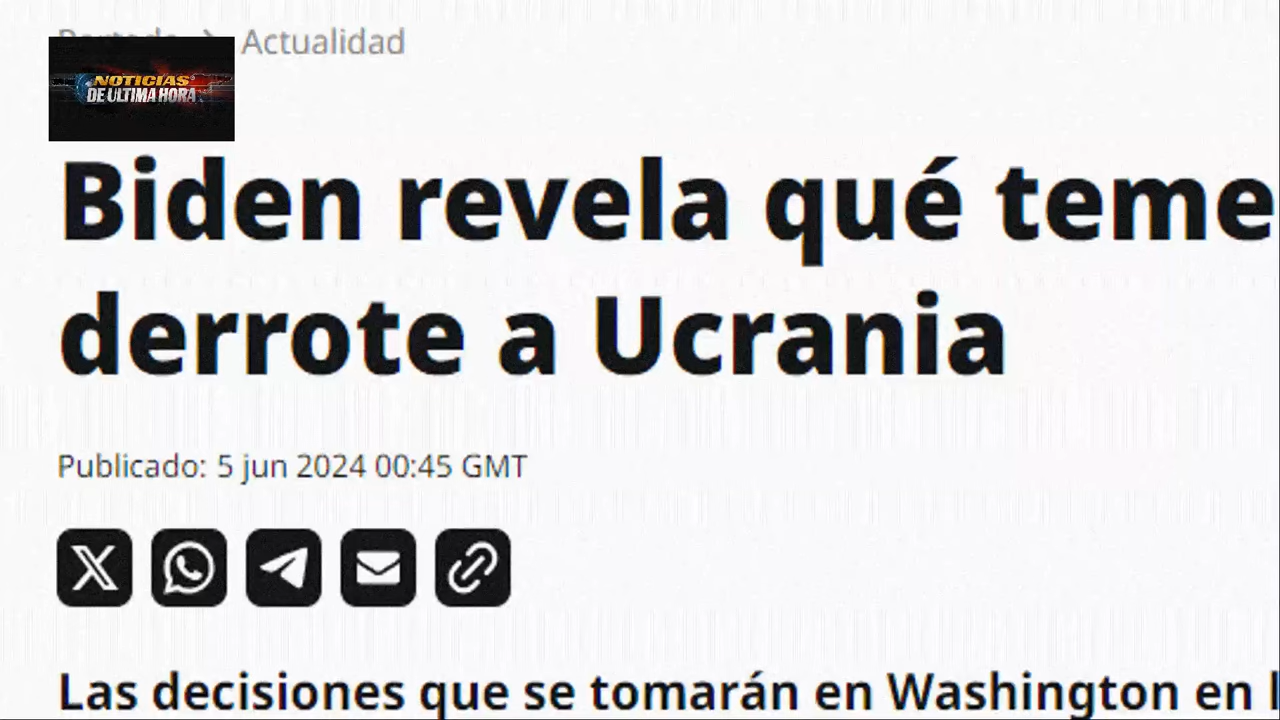 Actualidad
NOTICIAS
DE ULTIMA HORA
Biden revela qué teme
derrote a Ucrania
Publicado: 5 jun 2024 00:45 GMT
Las decisiones que se tomarán en Washington en